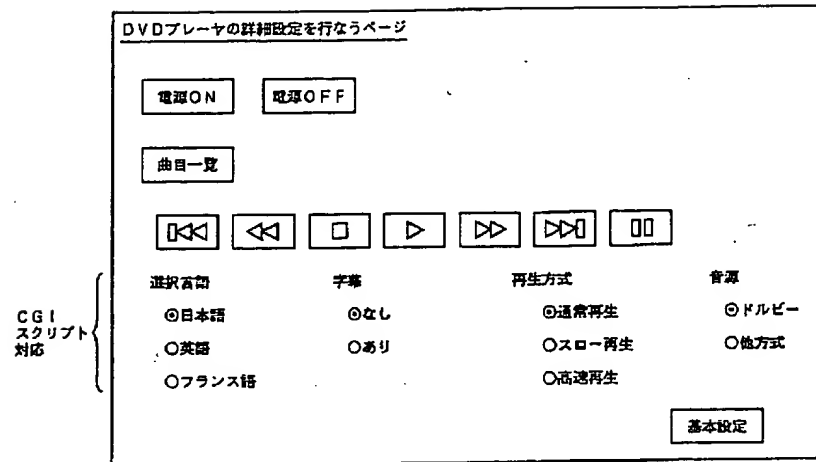 DVDプレーヤの詳細設定を行なうページ
電源ON 電源OFF
曲目一覧
選択言語 字幕 再生方式 音源
CGI
スクリプト
対応
◎日本語 ◎なし ◎通常再生 ◎ドルビー
○英語 ○あり ○スロー再生 ○他方式
○フランス語 ○高速再生
基本設定